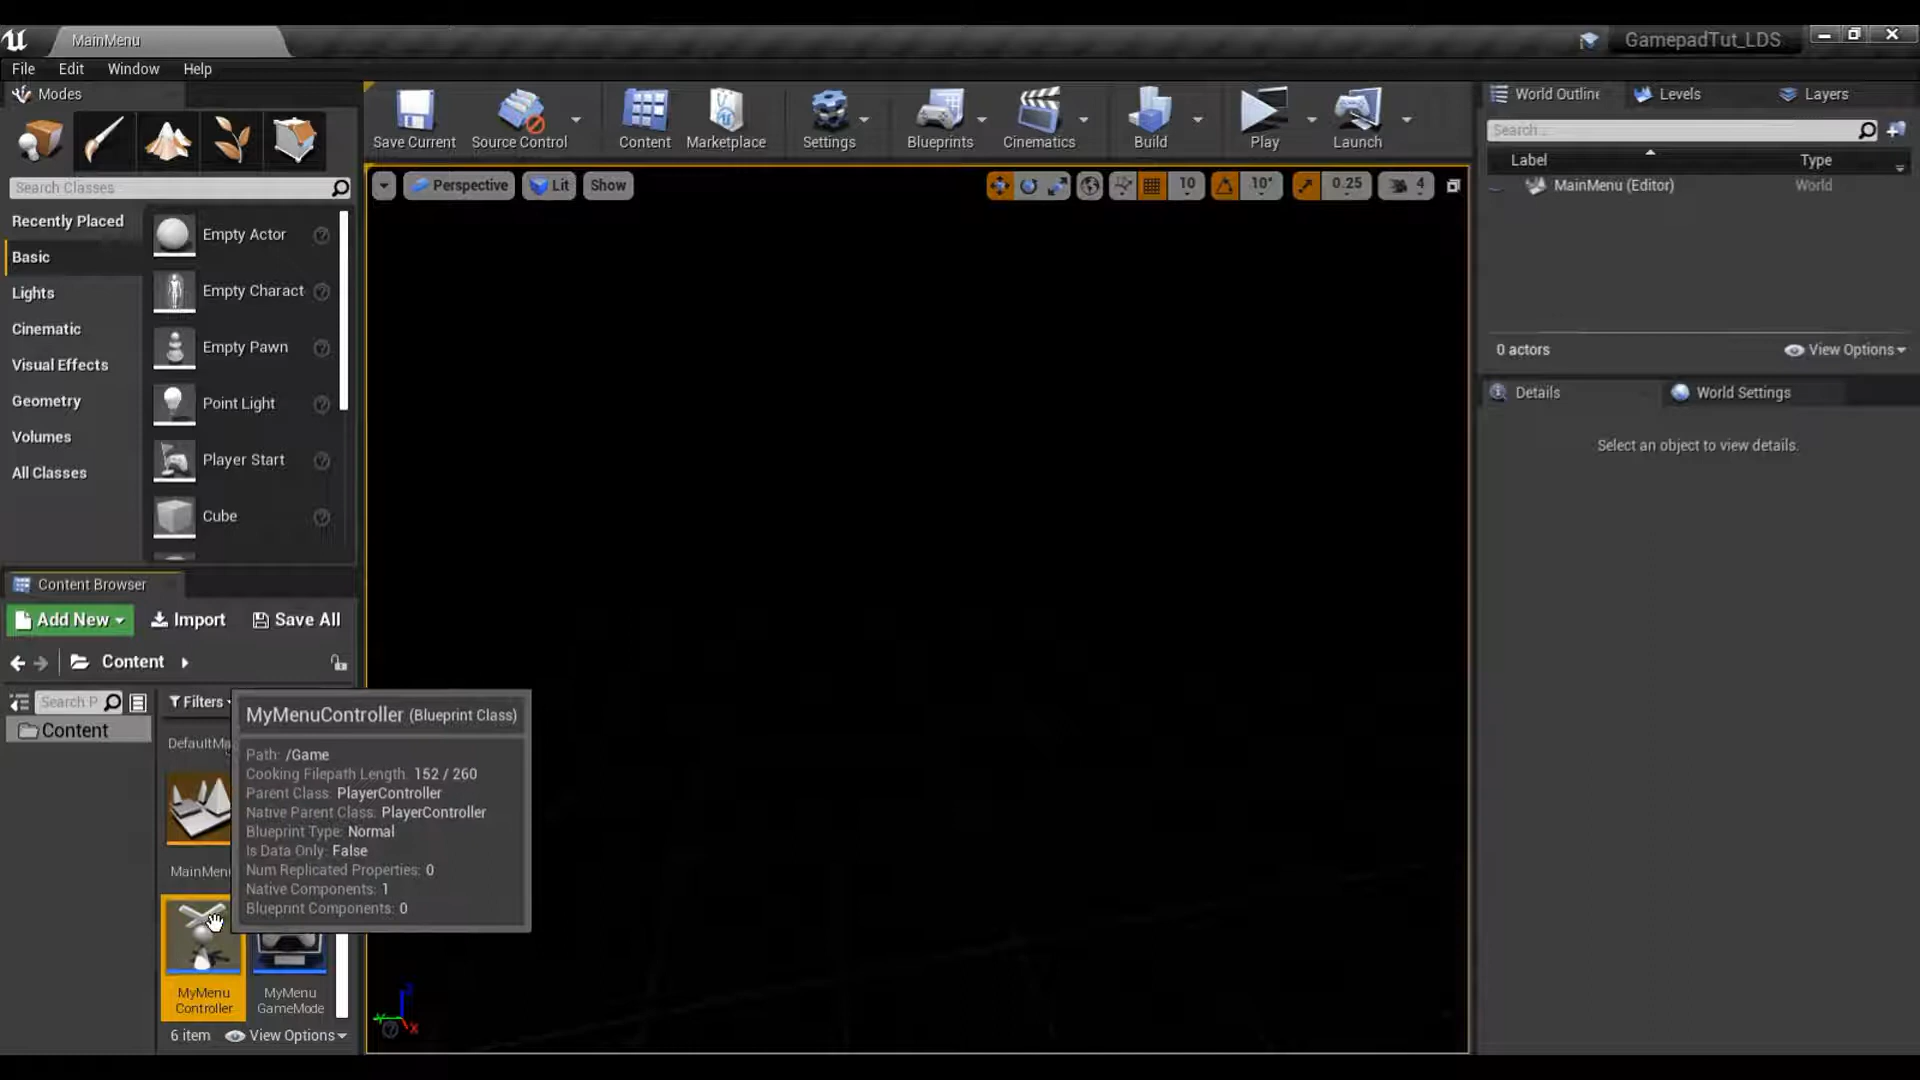 MainMenu
GamepadTut_LDS
File Edit Window Help
Modes
Save Current Source Control Content Marketplace Settings Blueprints Cinematics Build Play Launch
World Outline Levels Layers
Search...
Label Type
MainMenu (Editor) World
0 actors View Options
Details World Settings
Select an object to view details.
Perspective Lit Show 10 10° 0.25 4
Search Classes
Recently Placed
Basic
Lights
Cinematic
Visual Effects
Geometry
Volumes
All Classes
Empty Actor
Empty Charact
Empty Pawn
Point Light
Player Start
Cube
Content Browser
Add New Import Save All
Content
Search P Filters
Content
DefaultMa
MainMenu
MyMenuController (Blueprint Class)
Path: /Game
Cooking Filepath Length: 152 / 260
Parent Class: PlayerController
Native Parent Class: PlayerController
Blueprint Type: Normal
Is Data Only: False
Num Replicated Properties: 0
Native Components: 1
Blueprint Components: 0
MyMenu
Controller
MyMenu
GameMode
6 item View Options